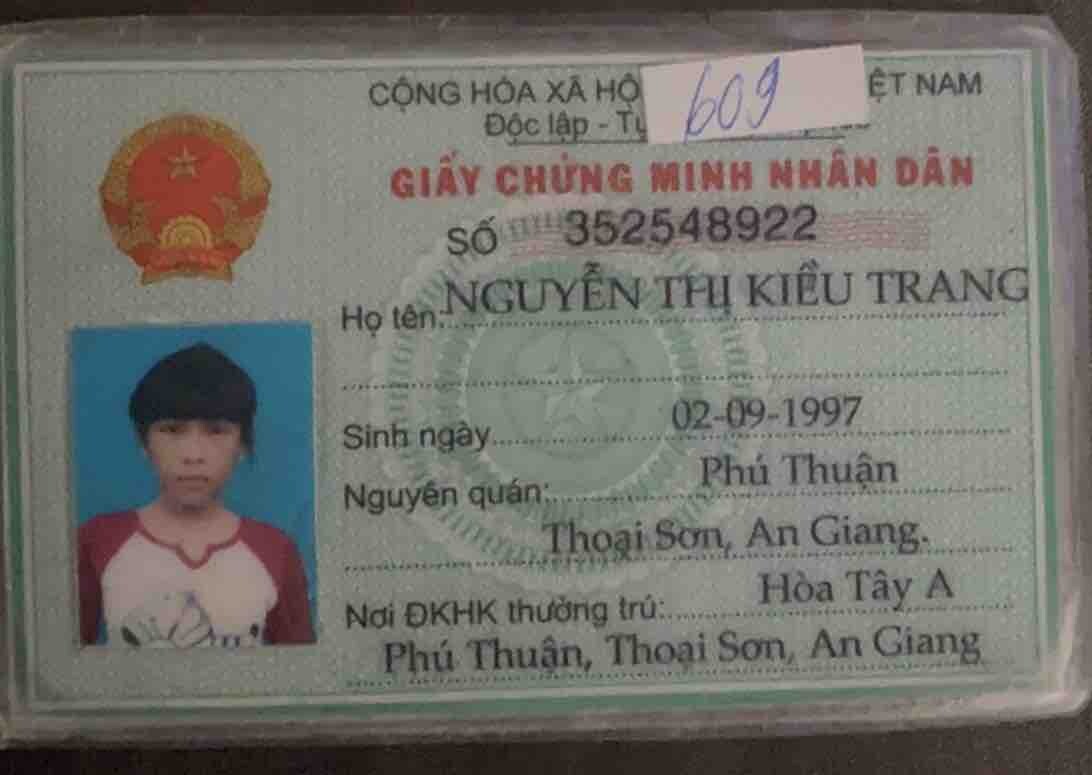 CỘNG HÒA XÃ HỘ 609 ỆT NAM
Độc lập - Tự
GIẤY CHỨNG MINH NHÂN DÂN
SỐ 352548922
Họ tên: NGUYỄN THỊ KIỀU TRANG
Sinh ngày 02-09-1997
Nguyên quán: Phú Thuận
Thoại Sơn, An Giang.
Nơi ĐKHK thường trú: Hòa Tây A
Phú Thuận, Thoại Sơn, An Giang